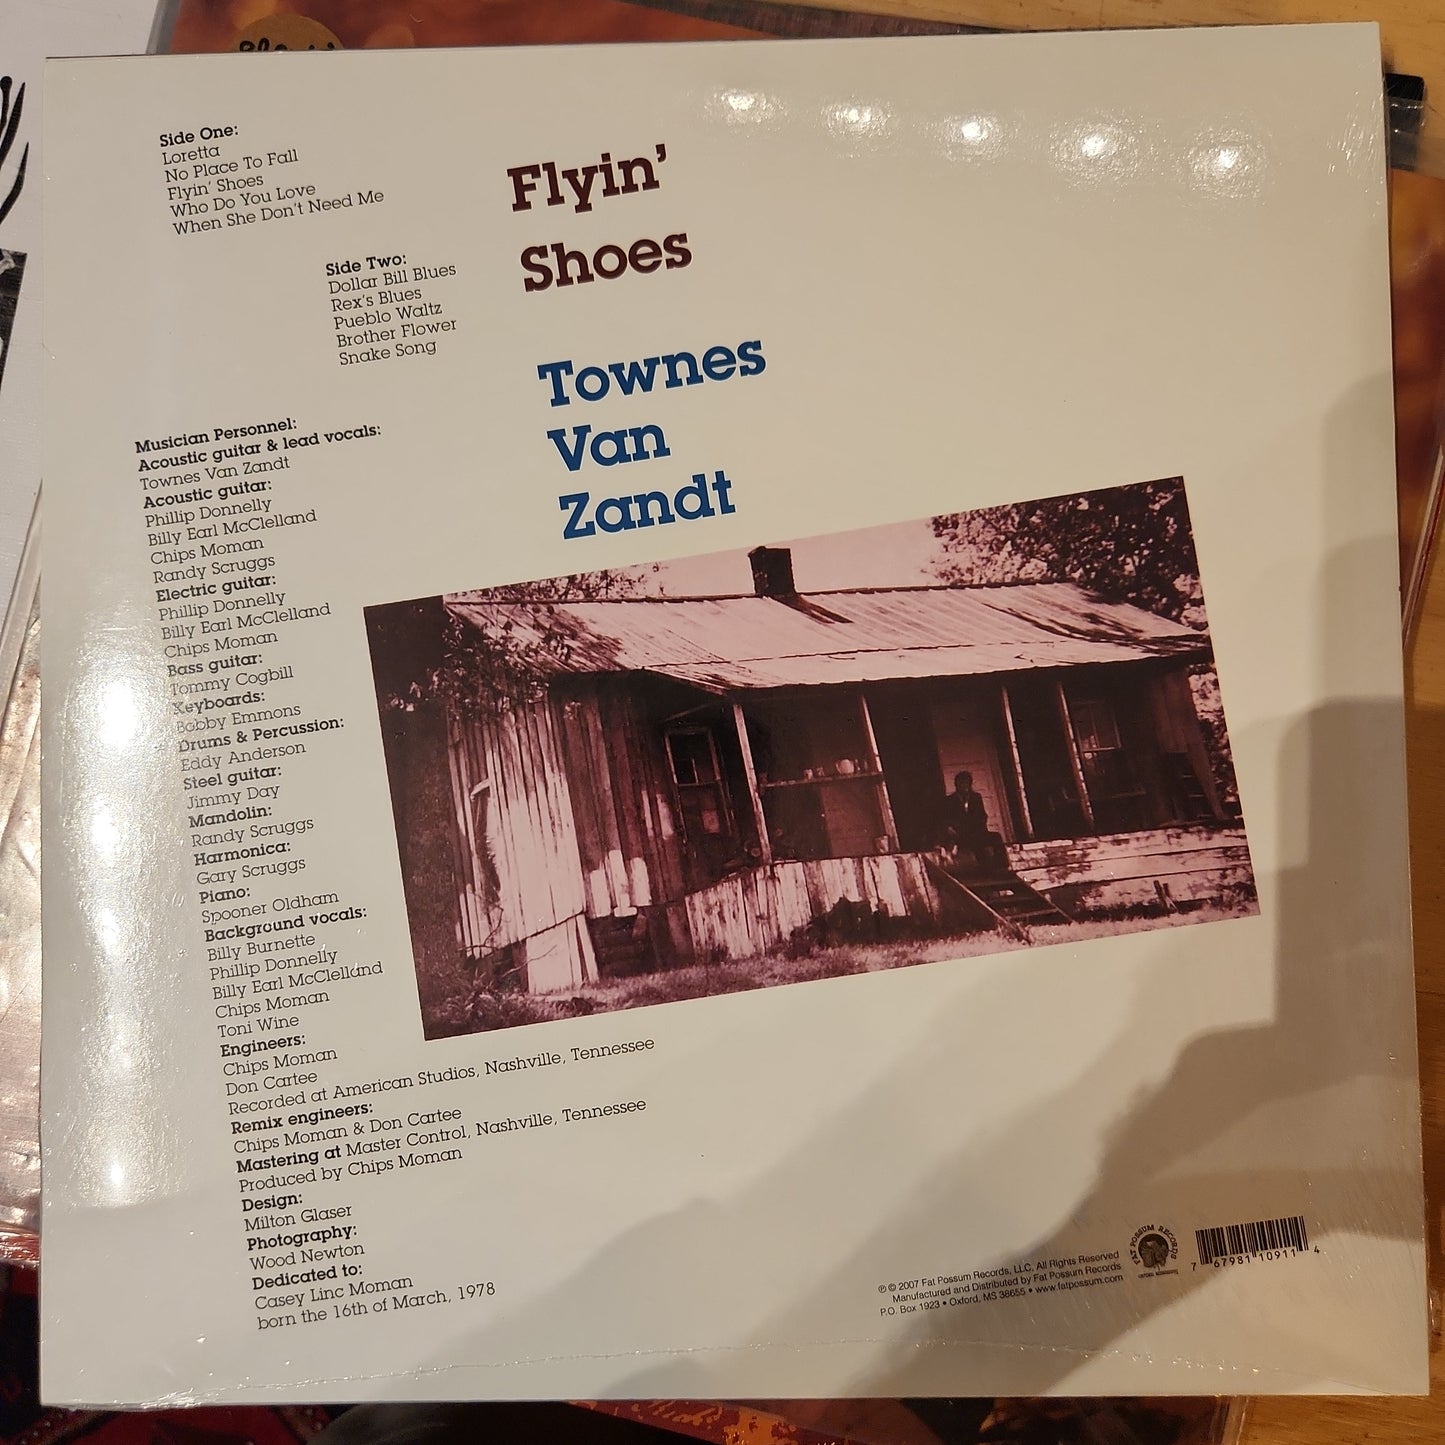 Side One:
Loretta
No Place To Fall
Flyin' Shoes
Who Do You Love
When She Don't Need Me
Side Two:
Dollar Bill Blues
Rex's Blues
Pueblo Waltz
Brother Flower
Snake Song
Flyin'
Shoes
Townes
Van
Zandt
Musician Personnel:
Acoustic guitar & lead vocals:
Townes Van Zandt
Acoustic guitar:
Phillip Donnelly
Billy Earl McClelland
Chips Moman
Randy Scruggs
Electric guitar:
Phillip Donnelly
Billy Earl McClelland
Chips Moman
Bass guitar:
Tommy Cogbill
Keyboards:
Bobby Emmons
Drums & Percussion:
Eddy Anderson
Steel guitar:
Jimmy Day
Mandolin:
Randy Scruggs
Harmonica:
Gary Scruggs
Piano:
Spooner Oldham
Background vocals:
Billy Burnette
Phillip Donnelly
Billy Earl McClelland
Chips Moman
Toni Wine
Engineers:
Chips Moman
Don Cartee
Recorded at American Studios, Nashville, Tennessee
Remix engineers:
Chips Moman & Don Cartee
Mastering at Master Control, Nashville, Tennessee
Produced by Chips Moman
Design:
Milton Glaser
Photography:
Wood Newton
Dedicated to:
Casey Linc Moman
born the 16th of March, 1978
℗ © 2007 Fat Possum Records, LLC, All Rights Reserved
Manufactured and Distributed by Fat Possum Records
P.O. Box 1923 • Oxford, MS 38655 • www.fatpossum.com
FAT POSSUM RECORDS
7 67981 10911 4